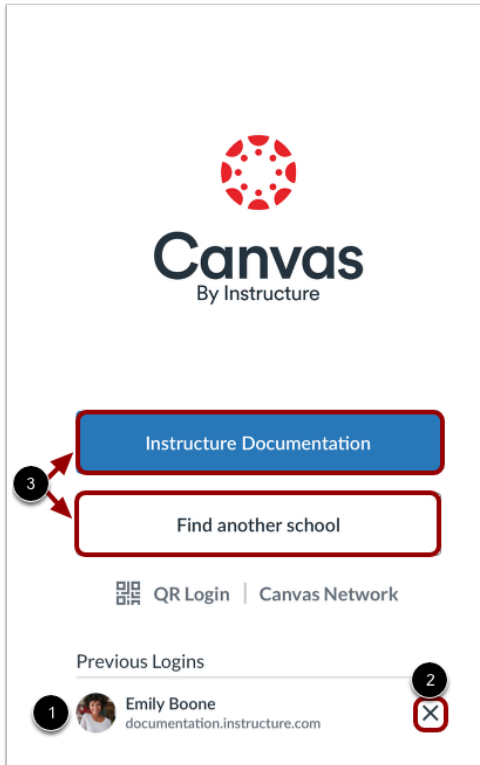 Canvas
By Instructure
Instructure Documentation
3
Find another school
QR Login | Canvas Network
Previous Logins
2
1
Emily Boone
documentation.instructure.com